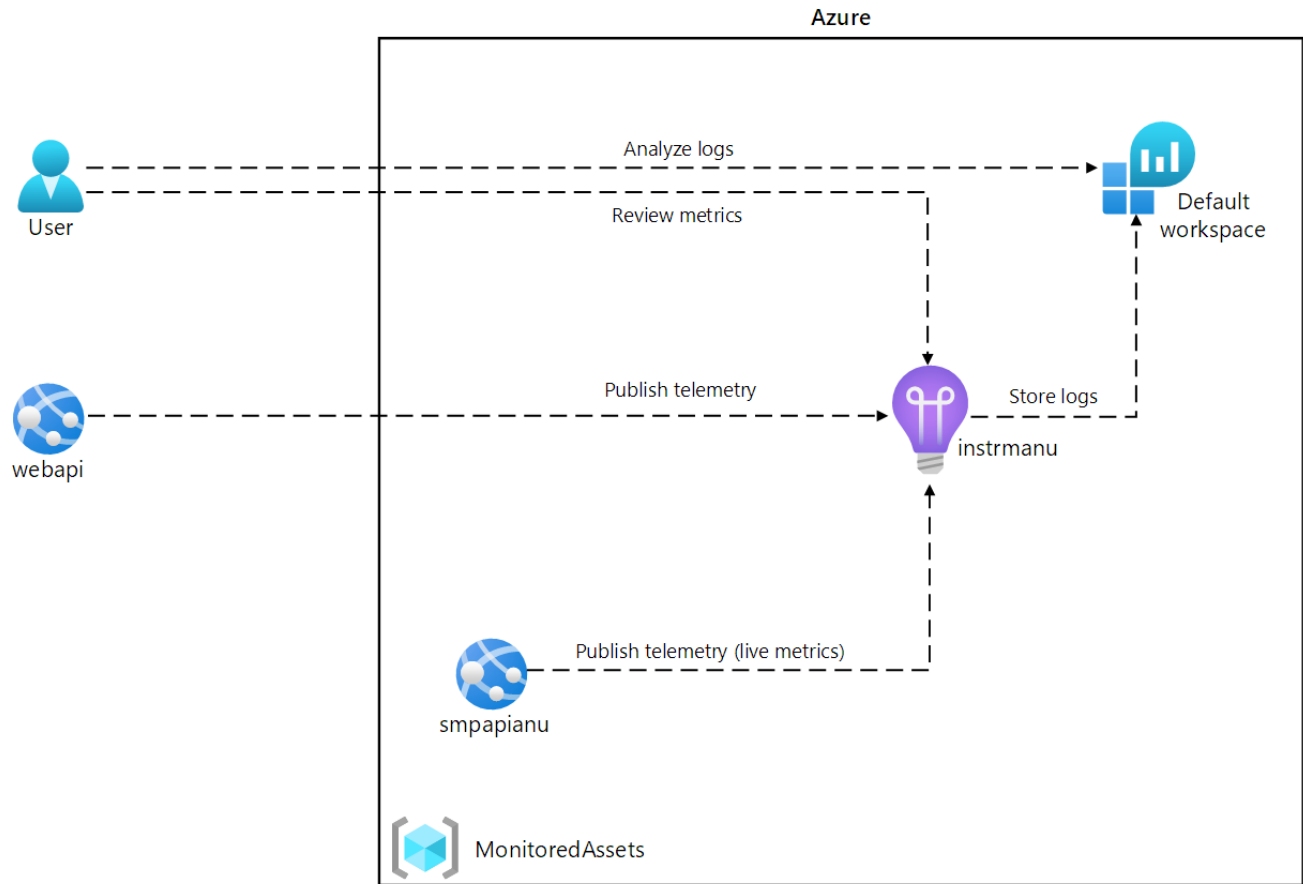 Azure
Analyze logs
User
Review metrics
Default
workspace
Publish telemetry
Store logs
webapi
instrmanu
Publish telemetry (live metrics)
smpapianu
MonitoredAssets